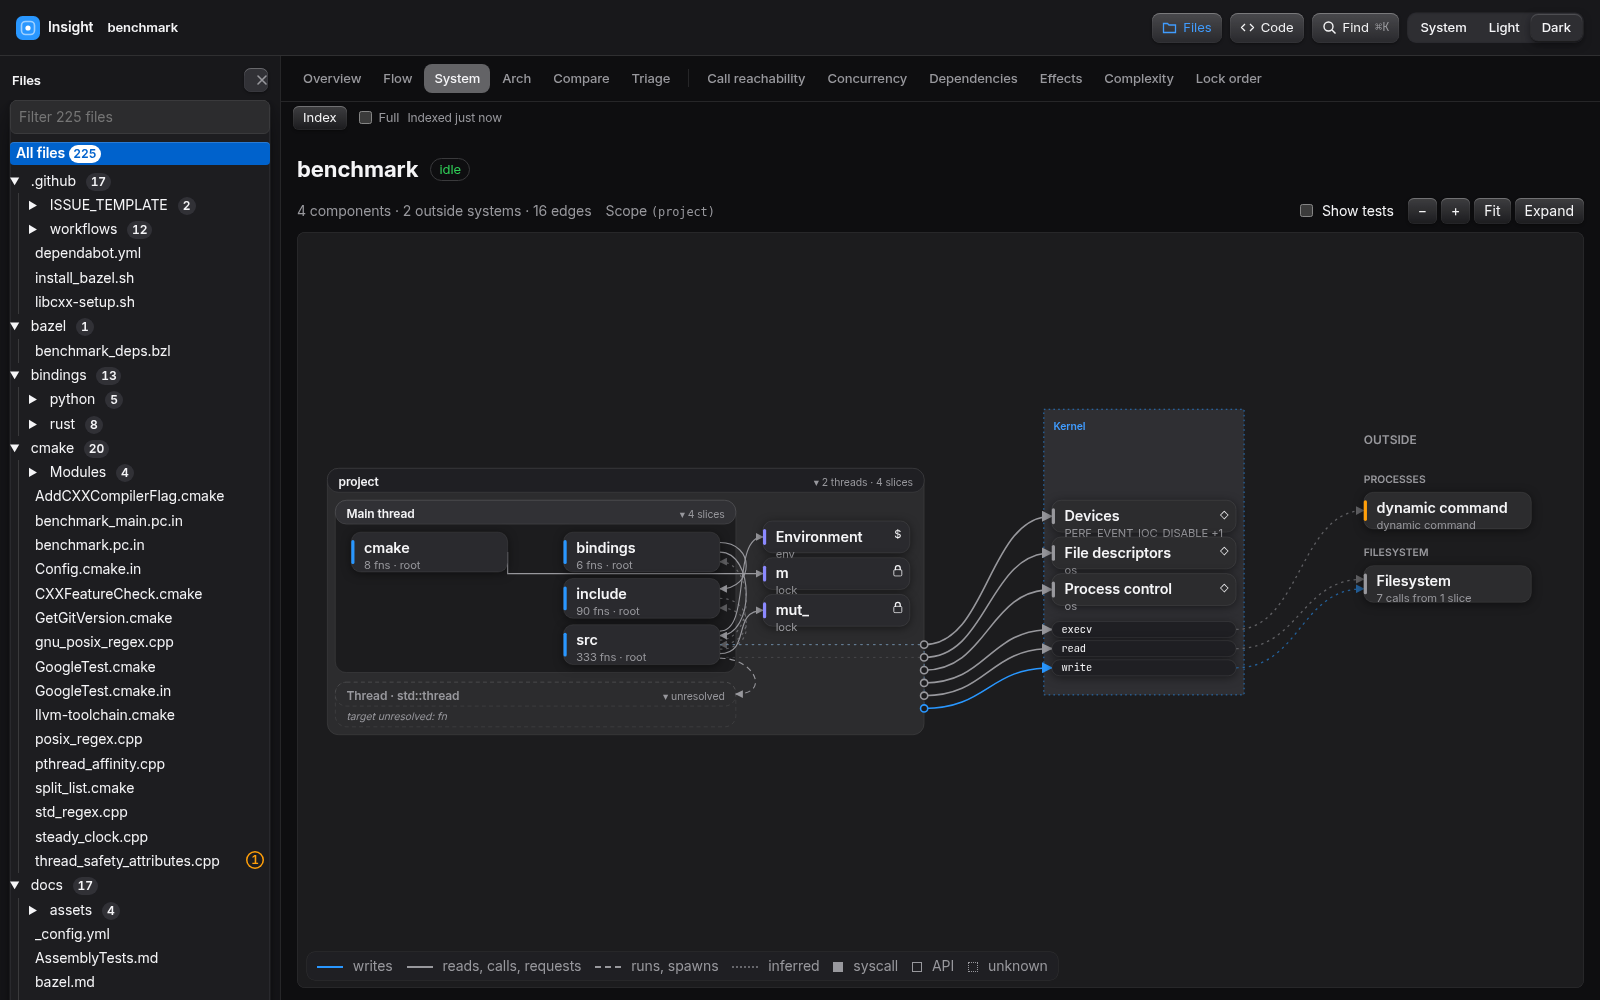 Insight benchmark
Files Code Find ⌘K System Light Dark
Files
Overview Flow System Arch Compare Triage Call reachability Concurrency Dependencies Effects Complexity Lock order
Filter 225 files
Index Full Indexed just now
All files 225
.github 17
ISSUE_TEMPLATE 2
workflows 12
dependabot.yml
install_bazel.sh
libcxx-setup.sh
bazel 1
benchmark_deps.bzl
bindings 13
python 5
rust 8
cmake 20
Modules 4
AddCXXCompilerFlag.cmake
benchmark_main.pc.in
benchmark.pc.in
Config.cmake.in
CXXFeatureCheck.cmake
GetGitVersion.cmake
gnu_posix_regex.cpp
GoogleTest.cmake
GoogleTest.cmake.in
llvm-toolchain.cmake
posix_regex.cpp
pthread_affinity.cpp
split_list.cmake
std_regex.cpp
steady_clock.cpp
thread_safety_attributes.cpp 1
docs 17
assets 4
_config.yml
AssemblyTests.md
bazel.md
benchmark idle
4 components · 2 outside systems · 16 edges Scope (project)
Show tests − + Fit Expand
project ▾ 2 threads · 4 slices
Main thread ▾ 4 slices
cmake
8 fns · root
bindings
6 fns · root
include
90 fns · root
src
333 fns · root
Environment $
env
m
lock
mut_
lock
Thread · std::thread ▾ unresolved
target unresolved: fn
Kernel
Devices
PERF_EVENT_IOC_DISABLE +1
File descriptors
os
Process control
os
execv
read
write
OUTSIDE
PROCESSES
dynamic command
dynamic command
FILESYSTEM
Filesystem
7 calls from 1 slice
writes reads, calls, requests runs, spawns inferred syscall API unknown